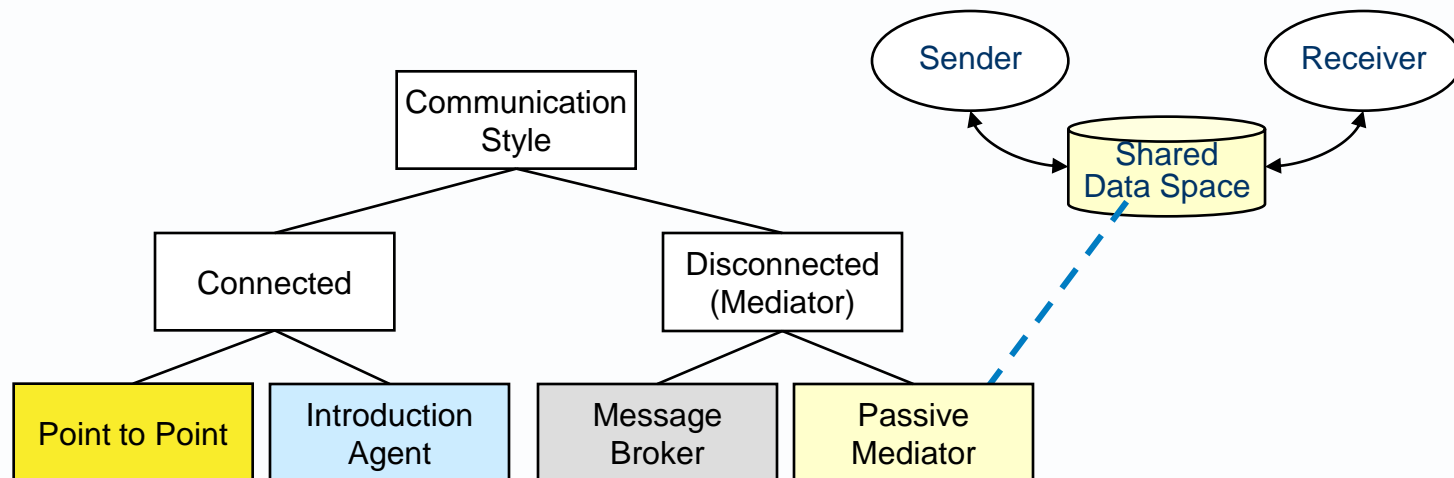 Sender
Receiver
Communication
Style
Shared
Data Space
Connected
Disconnected
(Mediator)
Point to Point
Introduction
Agent
Message
Broker
Passive
Mediator